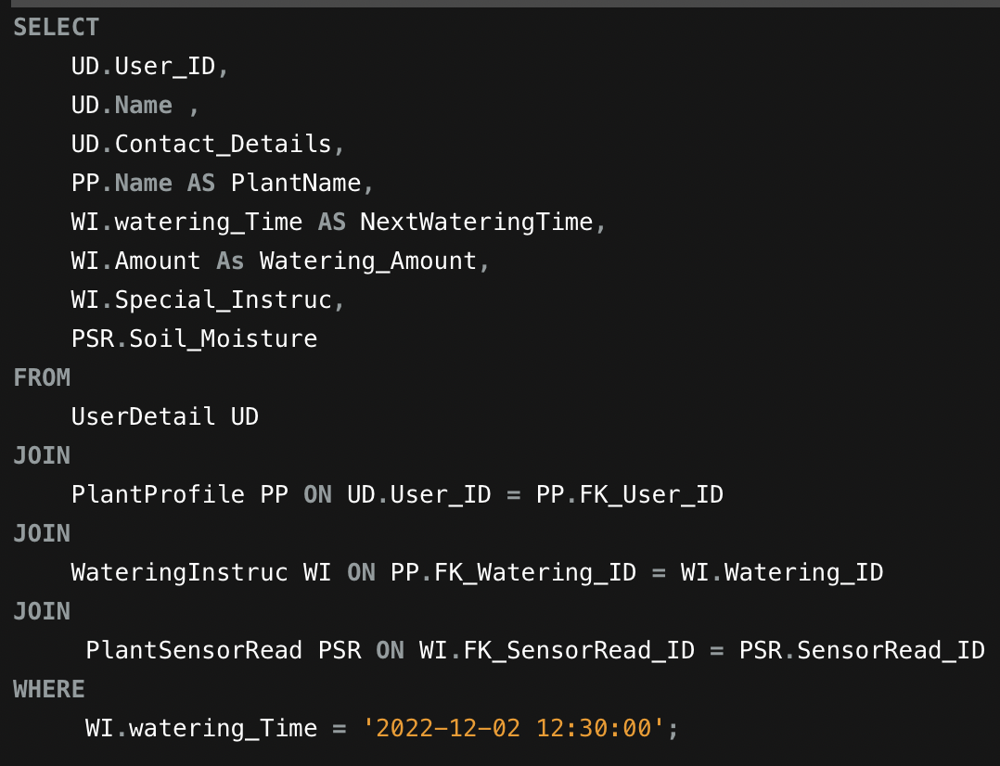 SELECT
    UD.User_ID,
    UD.Name ,
    UD.Contact_Details,
    PP.Name AS PlantName,
    WI.watering_Time AS NextWateringTime,
    WI.Amount As Watering_Amount,
    WI.Special_Instruc,
    PSR.Soil_Moisture
FROM
    UserDetail UD
JOIN
    PlantProfile PP ON UD.User_ID = PP.FK_User_ID
JOIN
    WateringInstruc WI ON PP.FK_Watering_ID = WI.Watering_ID
JOIN
     PlantSensorRead PSR ON WI.FK_SensorRead_ID = PSR.SensorRead_ID
WHERE
     WI.watering_Time = '2022-12-02 12:30:00';